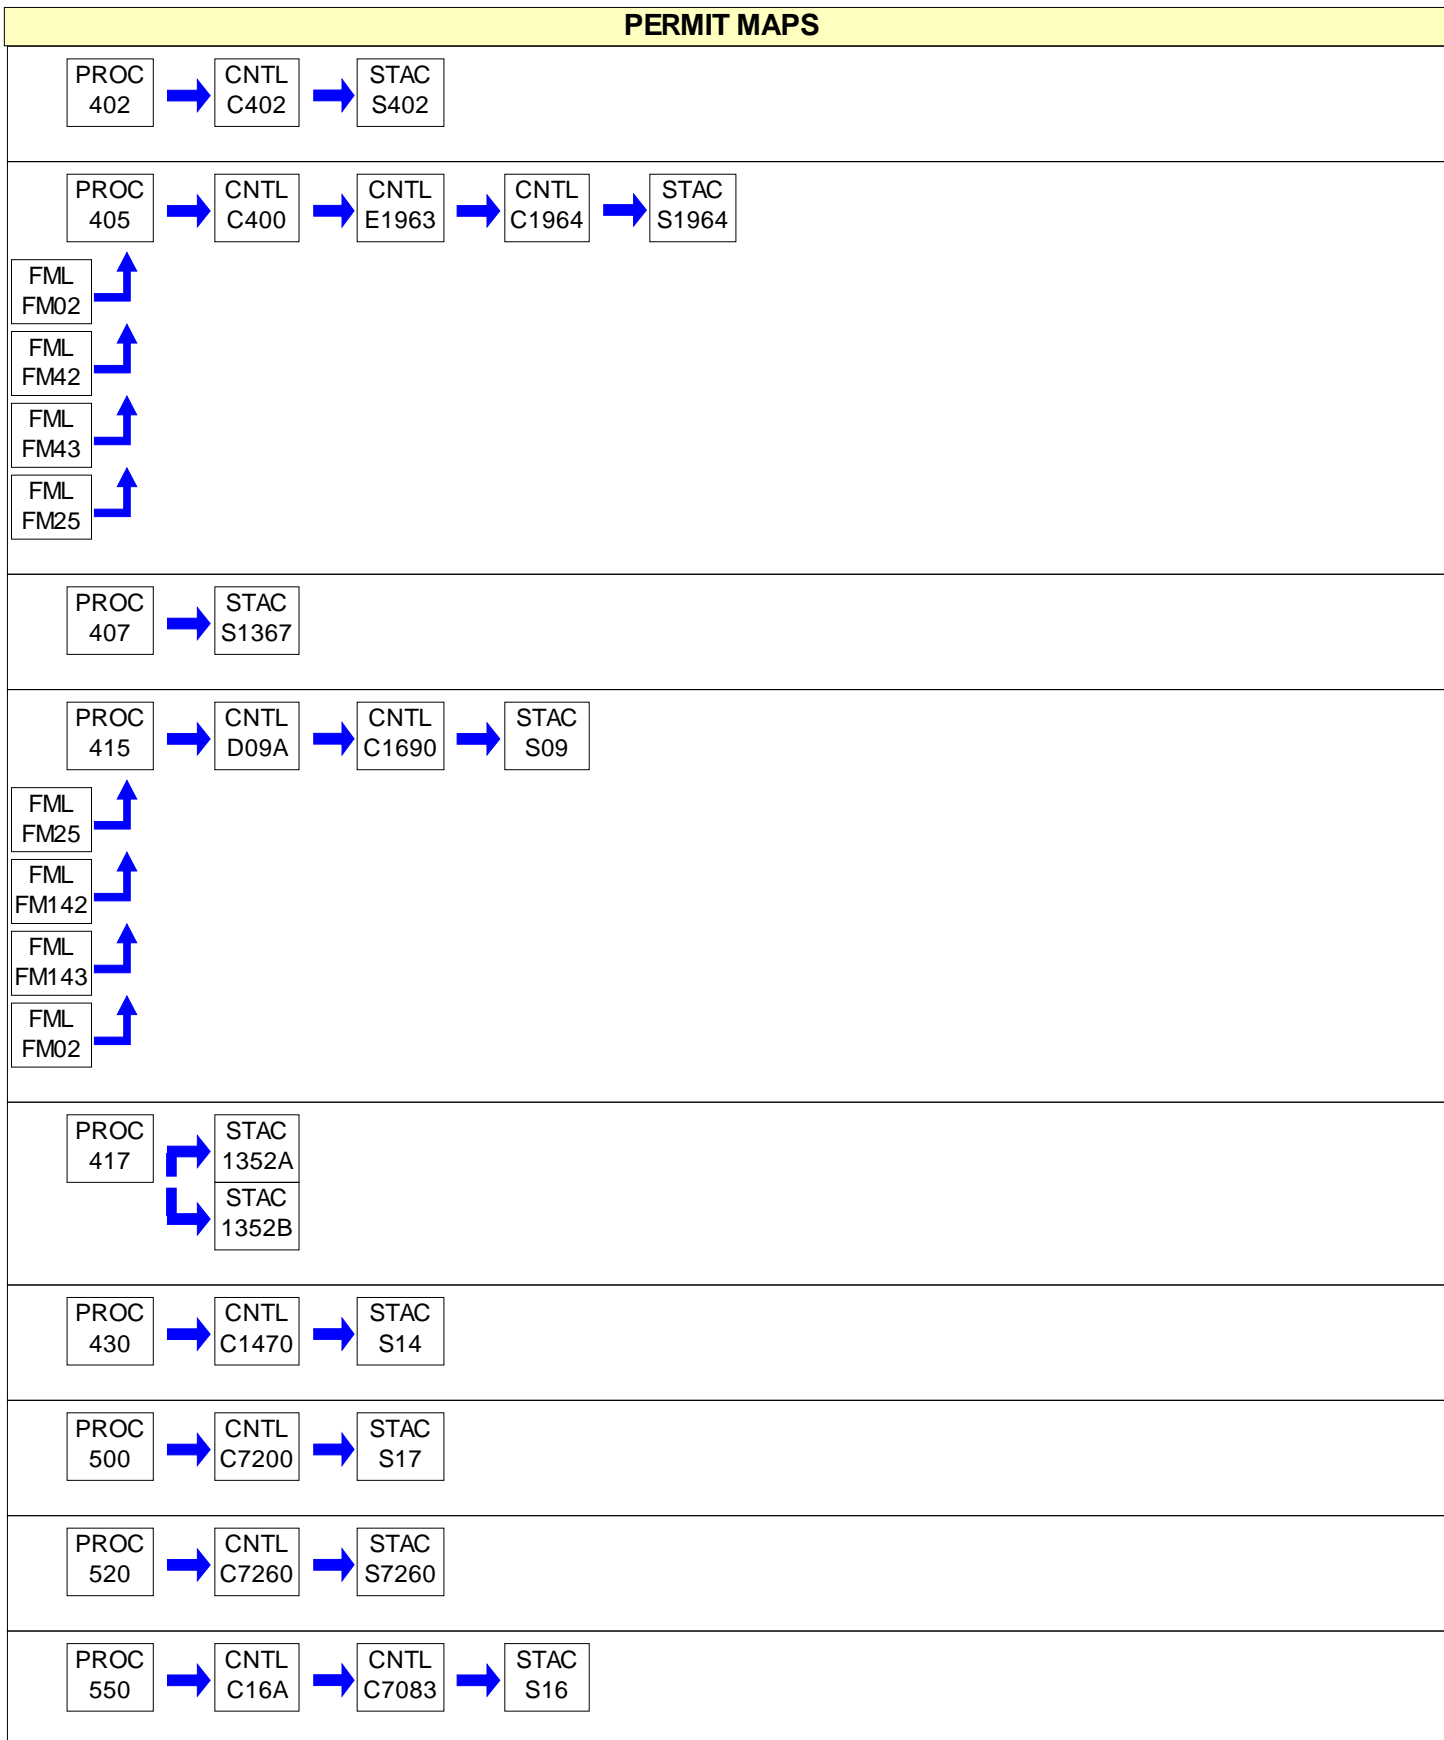 PERMIT MAPS
PROC CNTL STAC
402 C402 S402
PROC CNTL CNTL CNTL STAC
405 C400 E1963 C1964 S1964
FML
FM02
FML
FM42
FML
FM43
FML
FM25
PROC STAC
407 S1367
PROC CNTL CNTL STAC
415 D09A C1690 S09
FML
FM25
FML
FM142
FML
FM143
FML
FM02
PROC STAC
417 1352A
STAC
1352B
PROC CNTL STAC
430 C1470 S14
PROC CNTL STAC
500 C7200 S17
PROC CNTL STAC
520 C7260 S7260
PROC CNTL CNTL STAC
550 C16A C7083 S16